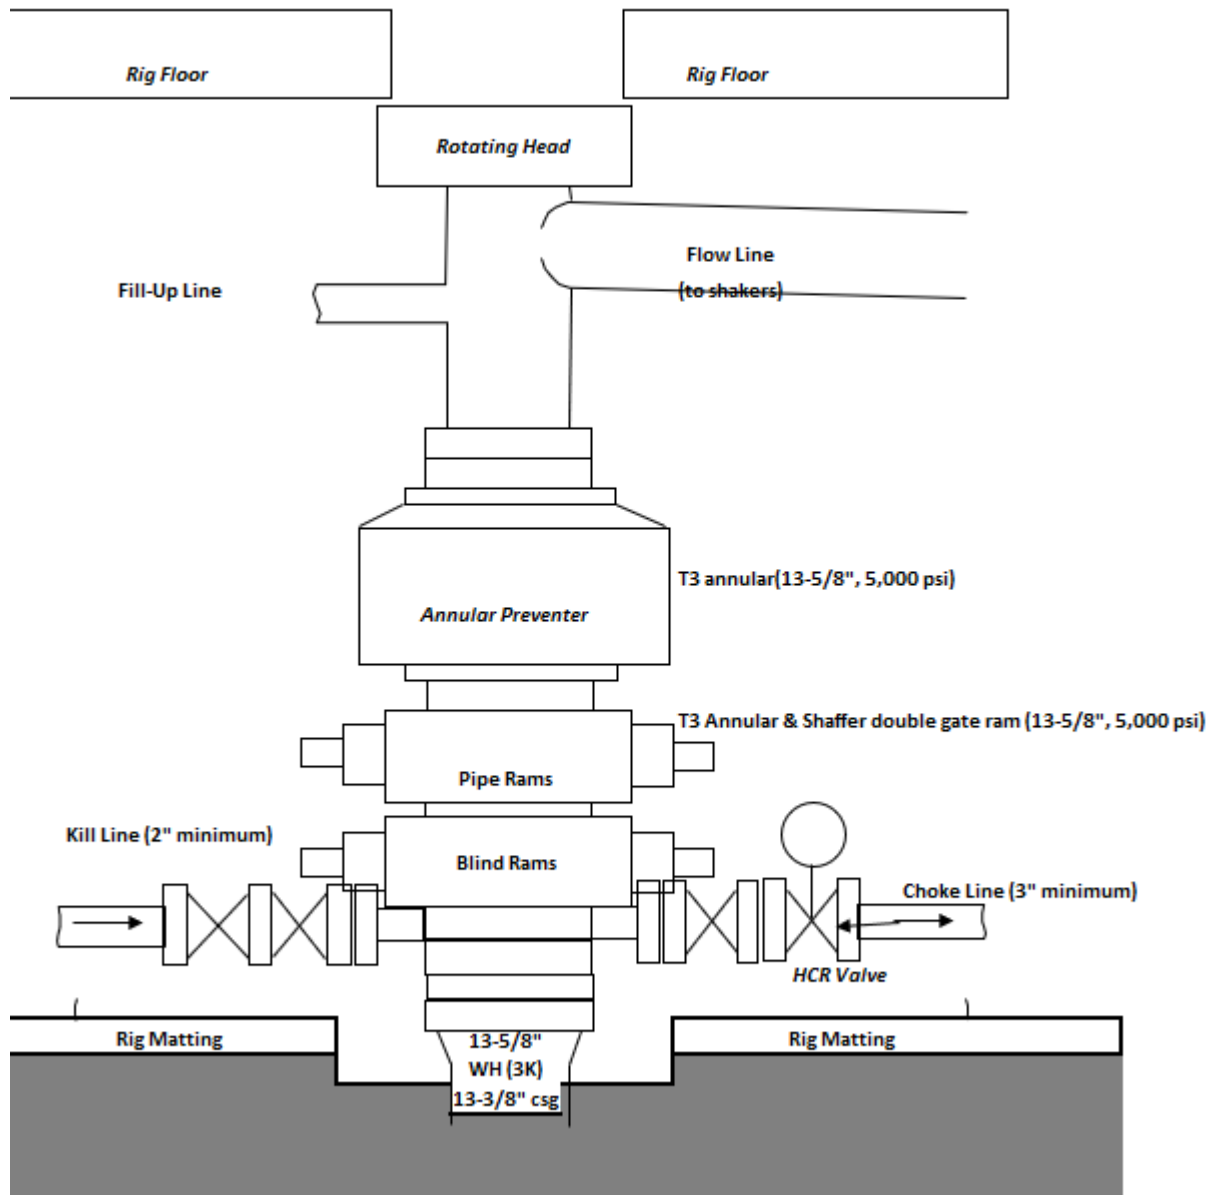 Rig Floor
Rig Floor
Rotating Head
Flow Line
(to shakers)
Fill-Up Line
T3 annular(13-5/8", 5,000 psi)
Annular Preventer
T3 Annular & Shaffer double gate ram (13-5/8", 5,000 psi)
Pipe Rams
Kill Line (2" minimum)
Blind Rams
Choke Line (3" minimum)
HCR Valve
Rig Matting
13-5/8"
WH (3K)
13-3/8" csg
Rig Matting